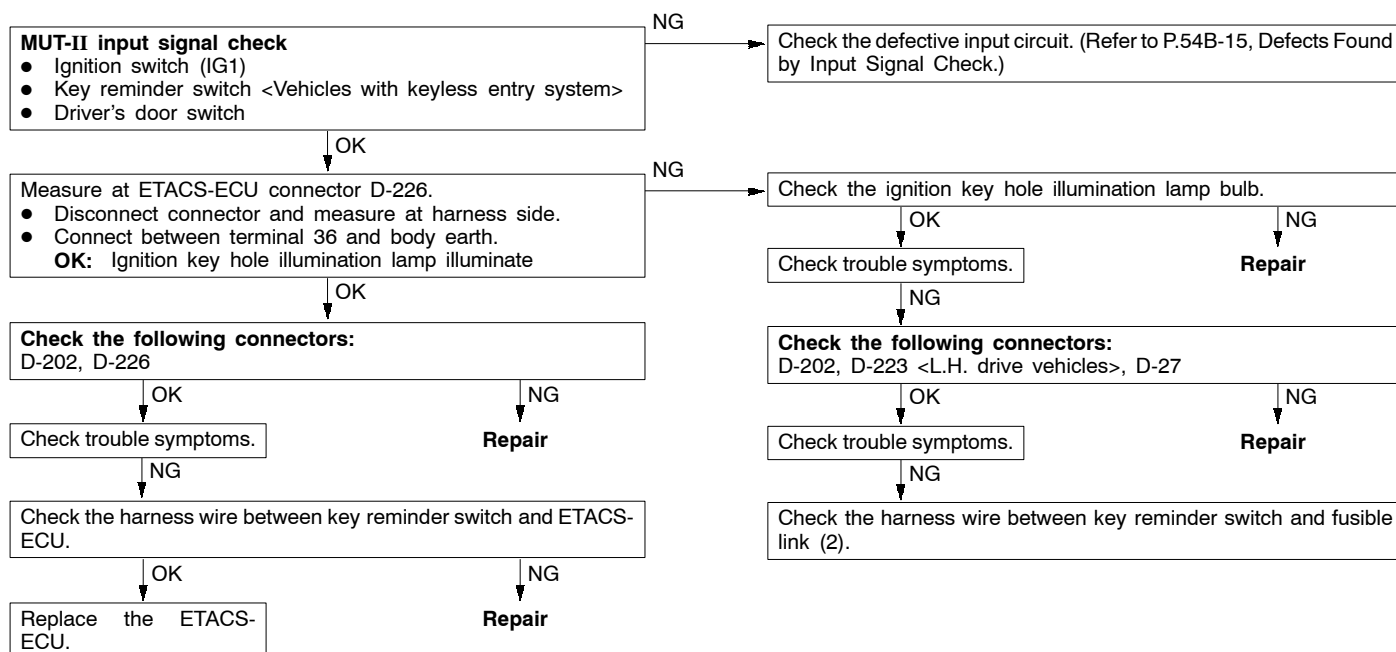 MUT-II input signal check
● Ignition switch (IG1)
● Key reminder switch <Vehicles with keyless entry system>
● Driver's door switch
NG
Check the defective input circuit. (Refer to P.54B-15, Defects Found
by Input Signal Check.)
OK
Measure at ETACS-ECU connector D-226.
● Disconnect connector and measure at harness side.
● Connect between terminal 36 and body earth.
OK: Ignition key hole illumination lamp illuminate
NG
Check the ignition key hole illumination lamp bulb.
OK
NG
Check trouble symptoms.
Repair
NG
OK
Check the following connectors:
D-202, D-226
Check the following connectors:
D-202, D-223 <L.H. drive vehicles>, D-27
OK
NG
OK
NG
Check trouble symptoms.
Repair
Check trouble symptoms.
Repair
NG
NG
Check the harness wire between key reminder switch and ETACS-
ECU.
Check the harness wire between key reminder switch and fusible
link (2).
OK
NG
Replace the ETACS-
ECU.
Repair